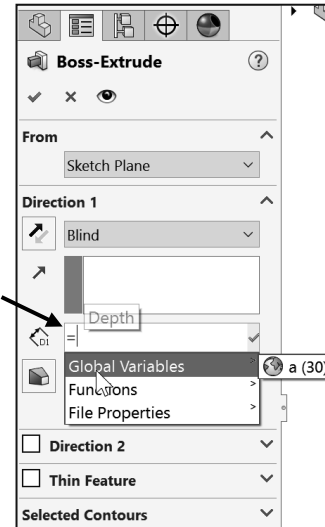 Boss-Extrude
?
From
Sketch Plane
Direction 1
Blind
Depth
D1
=
Global Variables >
a (30)
Functions >
File Properties >
Direction 2
Thin Feature
Selected Contours